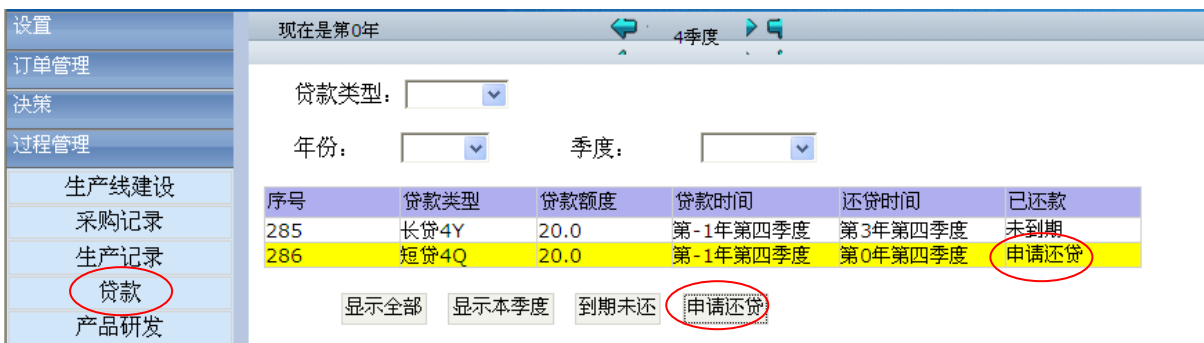 设置
订单管理
决策
过程管理
生产线建设
采购记录
生产记录
贷款
产品研发
现在是第0年 4季度
贷款类型：
年份： 季度：
序号 贷款类型 贷款额度 贷款时间 还贷时间 已还款
285 长贷4Y 20.0 第-1年第四季度 第3年第四季度 未到期
286 短贷4Q 20.0 第-1年第四季度 第0年第四季度 申请还贷
显示全部 显示本季度 到期未还 申请还贷